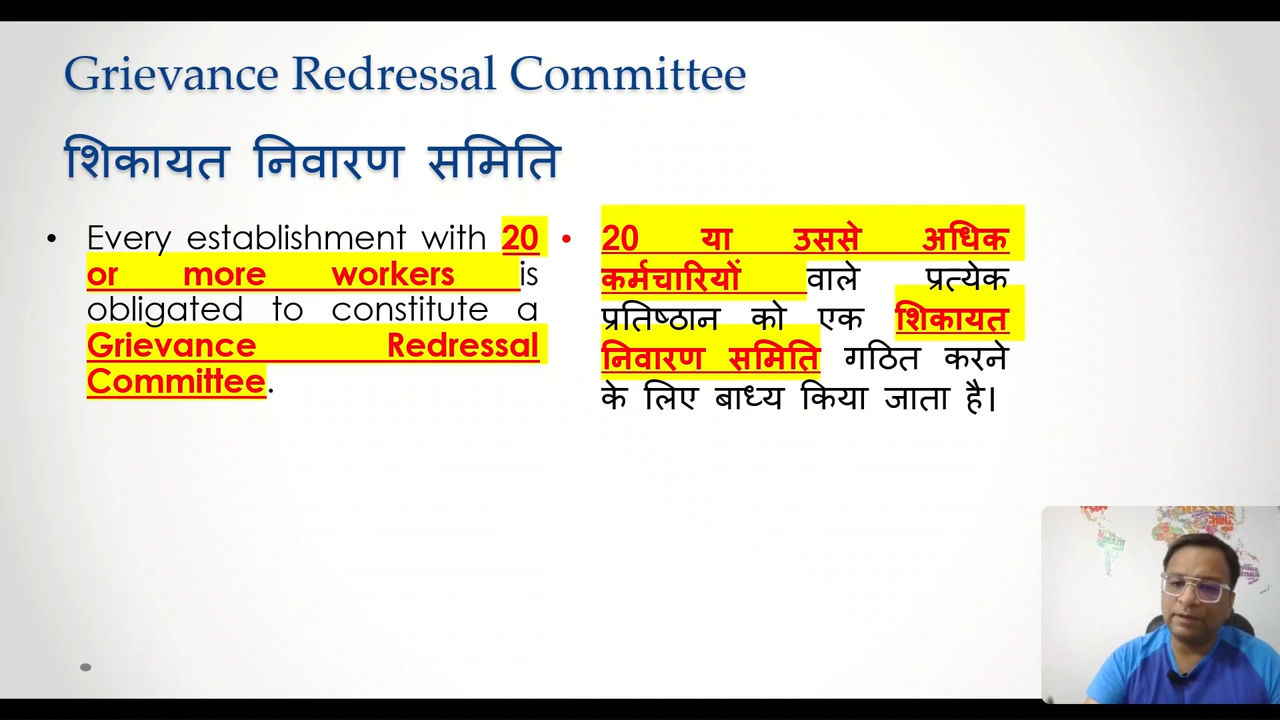 Grievance Redressal Committee
शिकायत निवारण समिति
• Every establishment with 20
or more workers is
obligated to constitute a
Grievance Redressal
Committee.
• 20 या उससे अधिक
कर्मचारियों वाले प्रत्येक
प्रतिष्ठान को एक शिकायत
निवारण समिति गठित करने
के लिए बाध्य किया जाता है।